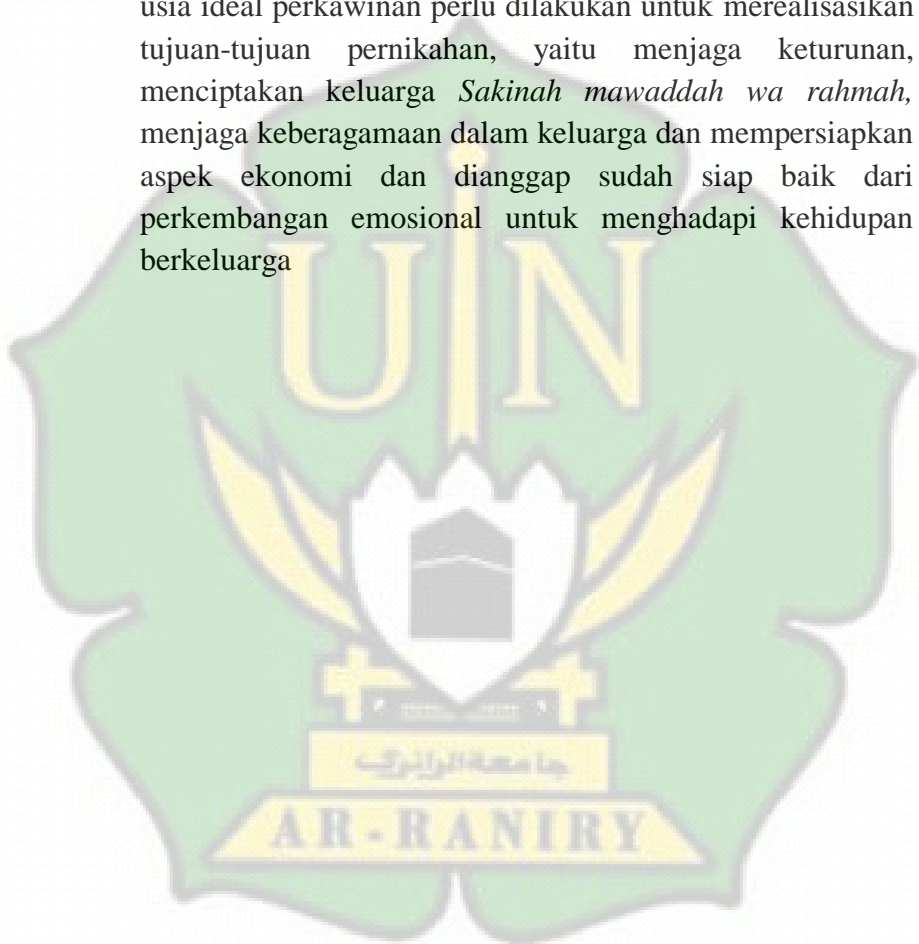 usia ideal perkawinan perlu dilakukan untuk merealisasikan
tujuan-tujuan pernikahan, yaitu menjaga keturunan,
menciptakan keluarga Sakinah mawaddah wa rahmah,
menjaga keberagamaan dalam keluarga dan mempersiapkan
aspek ekonomi dan dianggap sudah siap baik dari
perkembangan emosional untuk menghadapi kehidupan
berkeluarga
UIN
جامعة الرانري
AR-RANIRY